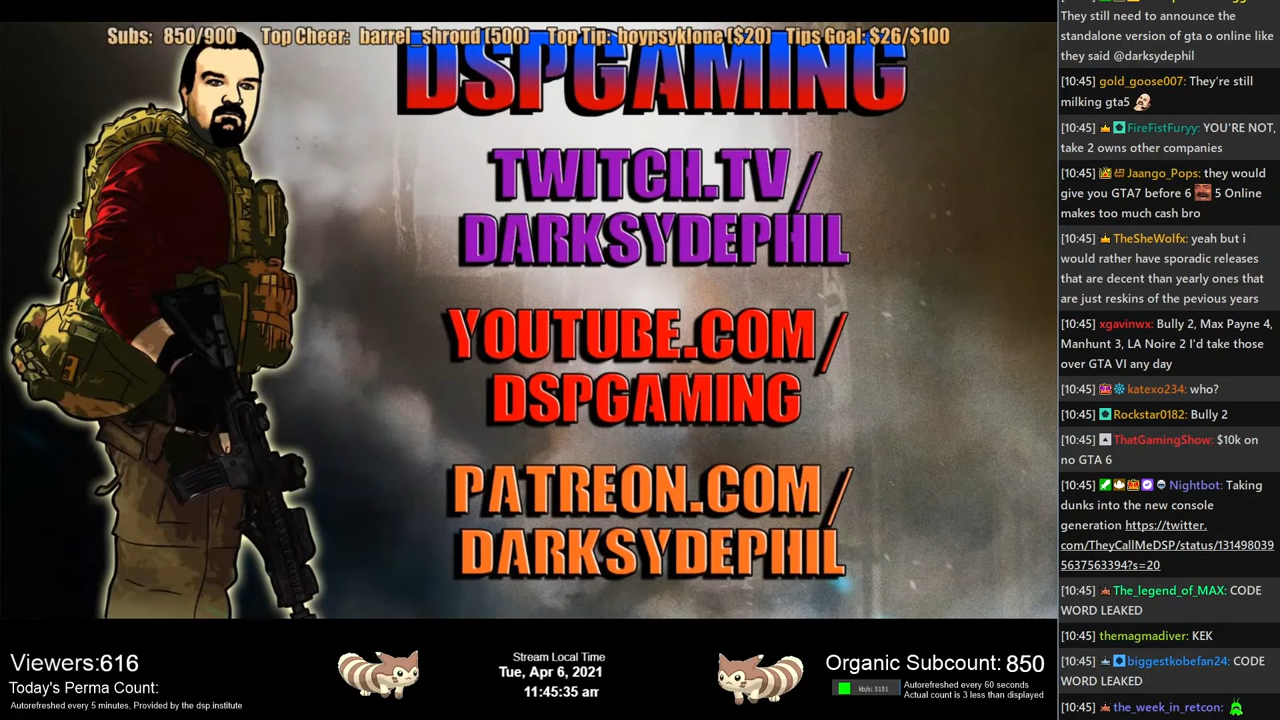 Subs: 850/900 Top Cheer: barrel_shroud (500) Top Tip: boypsyklone ($20) Tips Goal: $26/$100
DSPGAMING
TWITCH.TV/
DARKSYDEPHIL
YOUTUBE.COM/
DSPGAMING
PATREON.COM/
DARKSYDEPHIL
Viewers:616
Today's Perma Count:
Autorefreshed every 5 minutes, Provided by the dsp.institute
Stream Local Time
Tue, Apr 6, 2021
11:45:35 am
Organic Subcount: 850
kb/s: 5151
Autorefreshed every 60 seconds
Actual count is 3 less than displayed
They still need to announce the
standalone version of gta o online like
they said @darksydephil
[10:45] gold_goose007: They're still
milking gta5
[10:45] FireFistFuryy: YOU'RE NOT,
take 2 owns other companies
[10:45] Jaango_Pops: they would
give you GTA7 before 6 5 Online
makes too much cash bro
[10:45] TheSheWolfx: yeah but i
would rather have sporadic releases
that are decent than yearly ones that
are just reskins of the pevious years
[10:45] xgavinwx: Bully 2, Max Payne 4,
Manhunt 3, LA Noire 2 I'd take those
over GTA VI any day
[10:45] katexo234: who?
[10:45] Rockstar0182: Bully 2
[10:45] ThatGamingShow: $10k on
no GTA 6
[10:45] Nightbot: Taking
dunks into the new console
generation https://twitter.
com/TheyCallMeDSP/status/131498039
5637563394?s=20
[10:45] The_legend_of_MAX: CODE
WORD LEAKED
[10:45] themagmadiver: KEK
[10:45] biggestkobefan24: CODE
WORD LEAKED
[10:45] the_week_in_retcon: